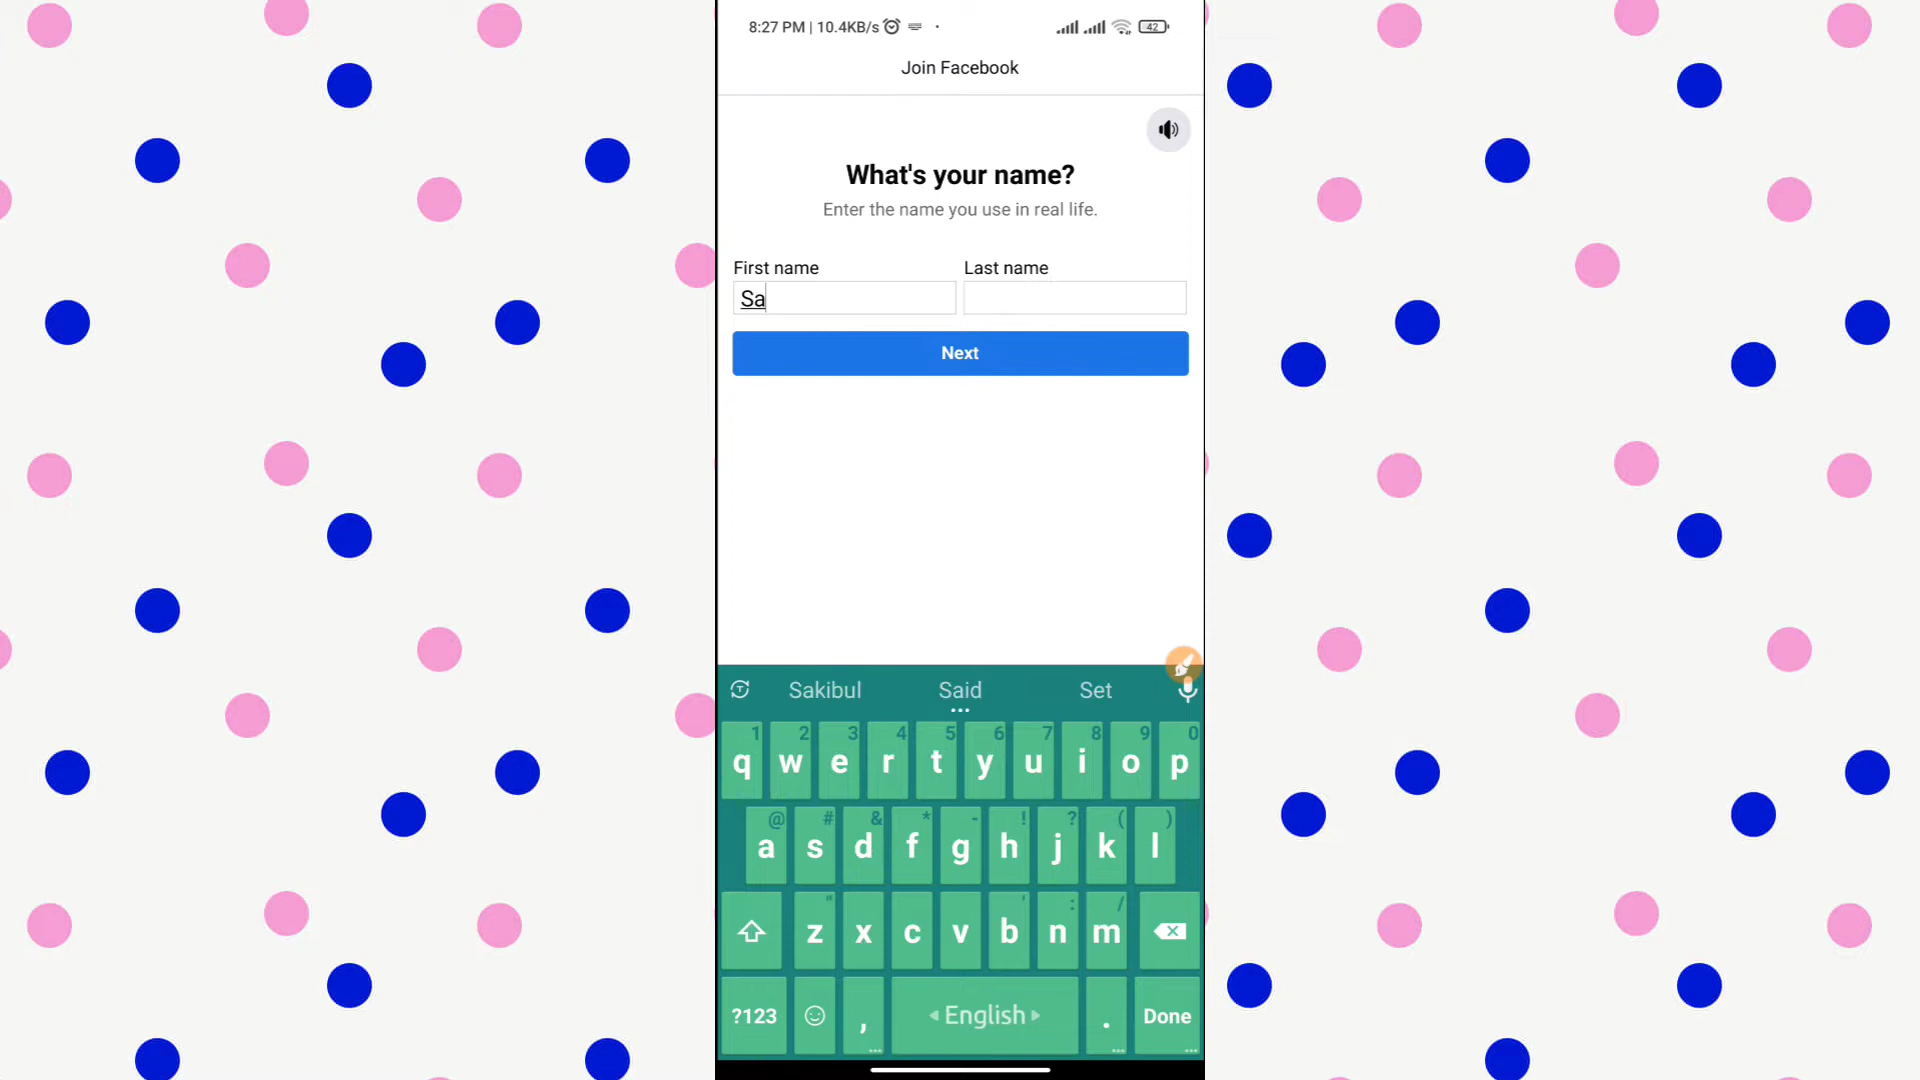 8:27 PM | 10.4KB/s 42
Join Facebook
What's your name?
Enter the name you use in real life.
First name Last name
Sa
Next
Sakibul Said Set
1 2 3 4 5 6 7 8 9 0
q w e r t y u i o p
@ # & * - ! ? ( )
a s d f g h j k l
" ' : /
z x c v b n m
?123 , English . Done